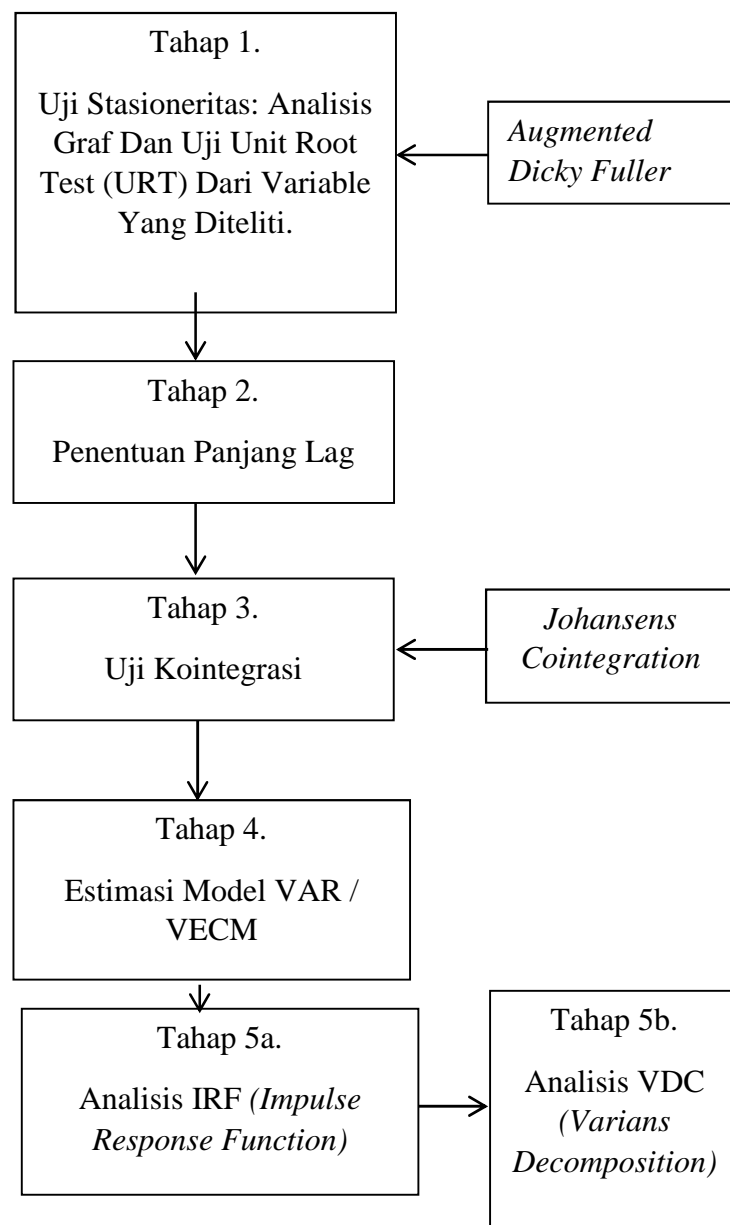 Tahap 1.
Uji Stasioneritas: Analisis
Graf Dan Uji Unit Root
Test (URT) Dari Variable
Yang Diteliti.
Augmented
Dicky Fuller
Tahap 2.
Penentuan Panjang Lag
Tahap 3.
Uji Kointegrasi
Johansens
Cointegration
Tahap 4.
Estimasi Model VAR /
VECM
Tahap 5a.
Analisis IRF (Impulse
Response Function)
Tahap 5b.
Analisis VDC
(Varians
Decomposition)